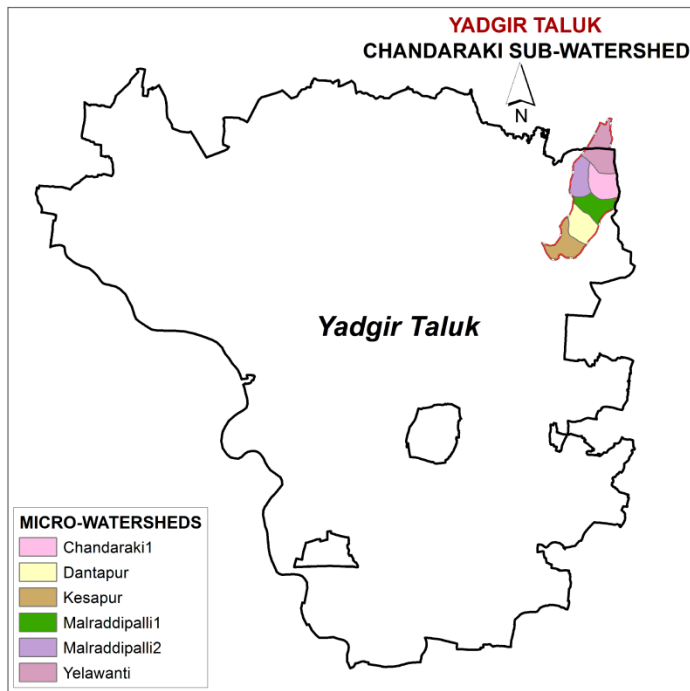 YADGIR TALUK
CHANDARAKI SUB-WATERSHED
N
Yadgir Taluk
MICRO-WATERSHEDS
Chandaraki1
Dantapur
Kesapur
Malraddipalli1
Malraddipalli2
Yelawanti